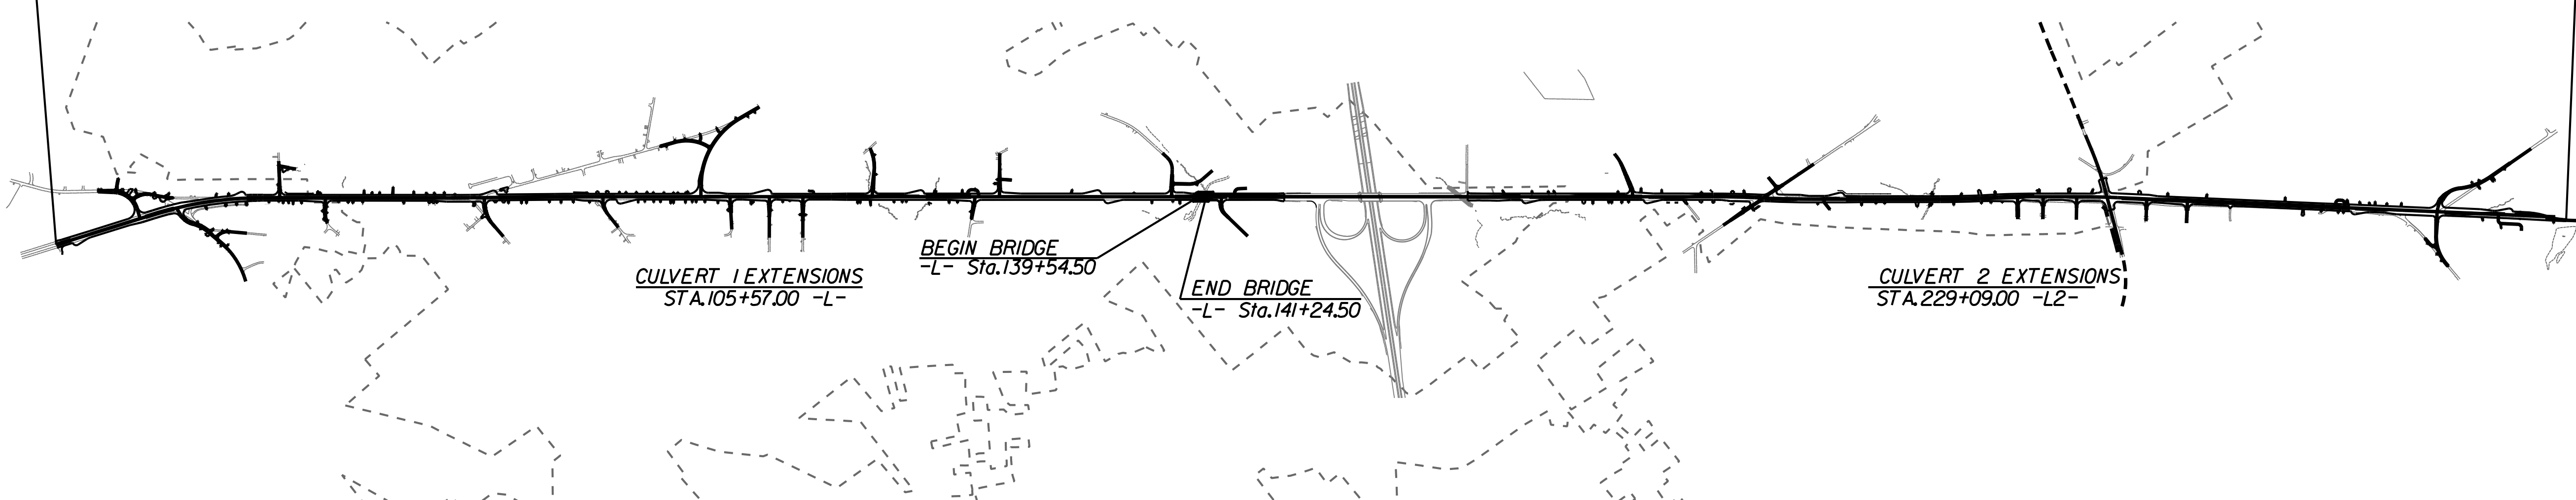 BEGIN BRIDGE
-L- Sta.139+54.50
CULVERT 1 EXTENSIONS
STA.105+57.00 -L-
END BRIDGE
-L- Sta.141+24.50
CULVERT 2 EXTENSIONS
STA.229+09.00 -L2-